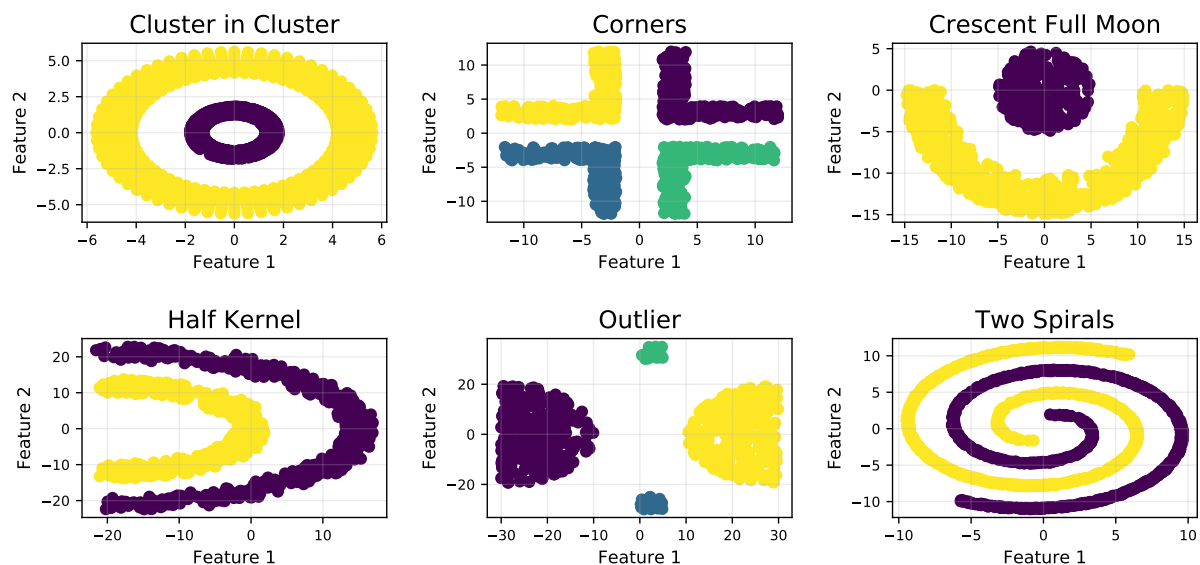 Cluster in Cluster
Feature 2
5.0
2.5
0.0
−2.5
−5.0
−6 −4 −2 0 2 4 6
Feature 1
Corners
Feature 2
10
5
0
−5
−10
−10 −5 0 5 10
Feature 1
Crescent Full Moon
Feature 2
5
0
−5
−10
−15
−15 −10 −5 0 5 10 15
Feature 1
Half Kernel
Feature 2
20
10
0
−10
−20
−20 −10 0 10
Feature 1
Outlier
Feature 2
20
0
−20
−30 −20 −10 0 10 20 30
Feature 1
Two Spirals
Feature 2
10
5
0
−5
−10
−10 −5 0 5 10
Feature 1